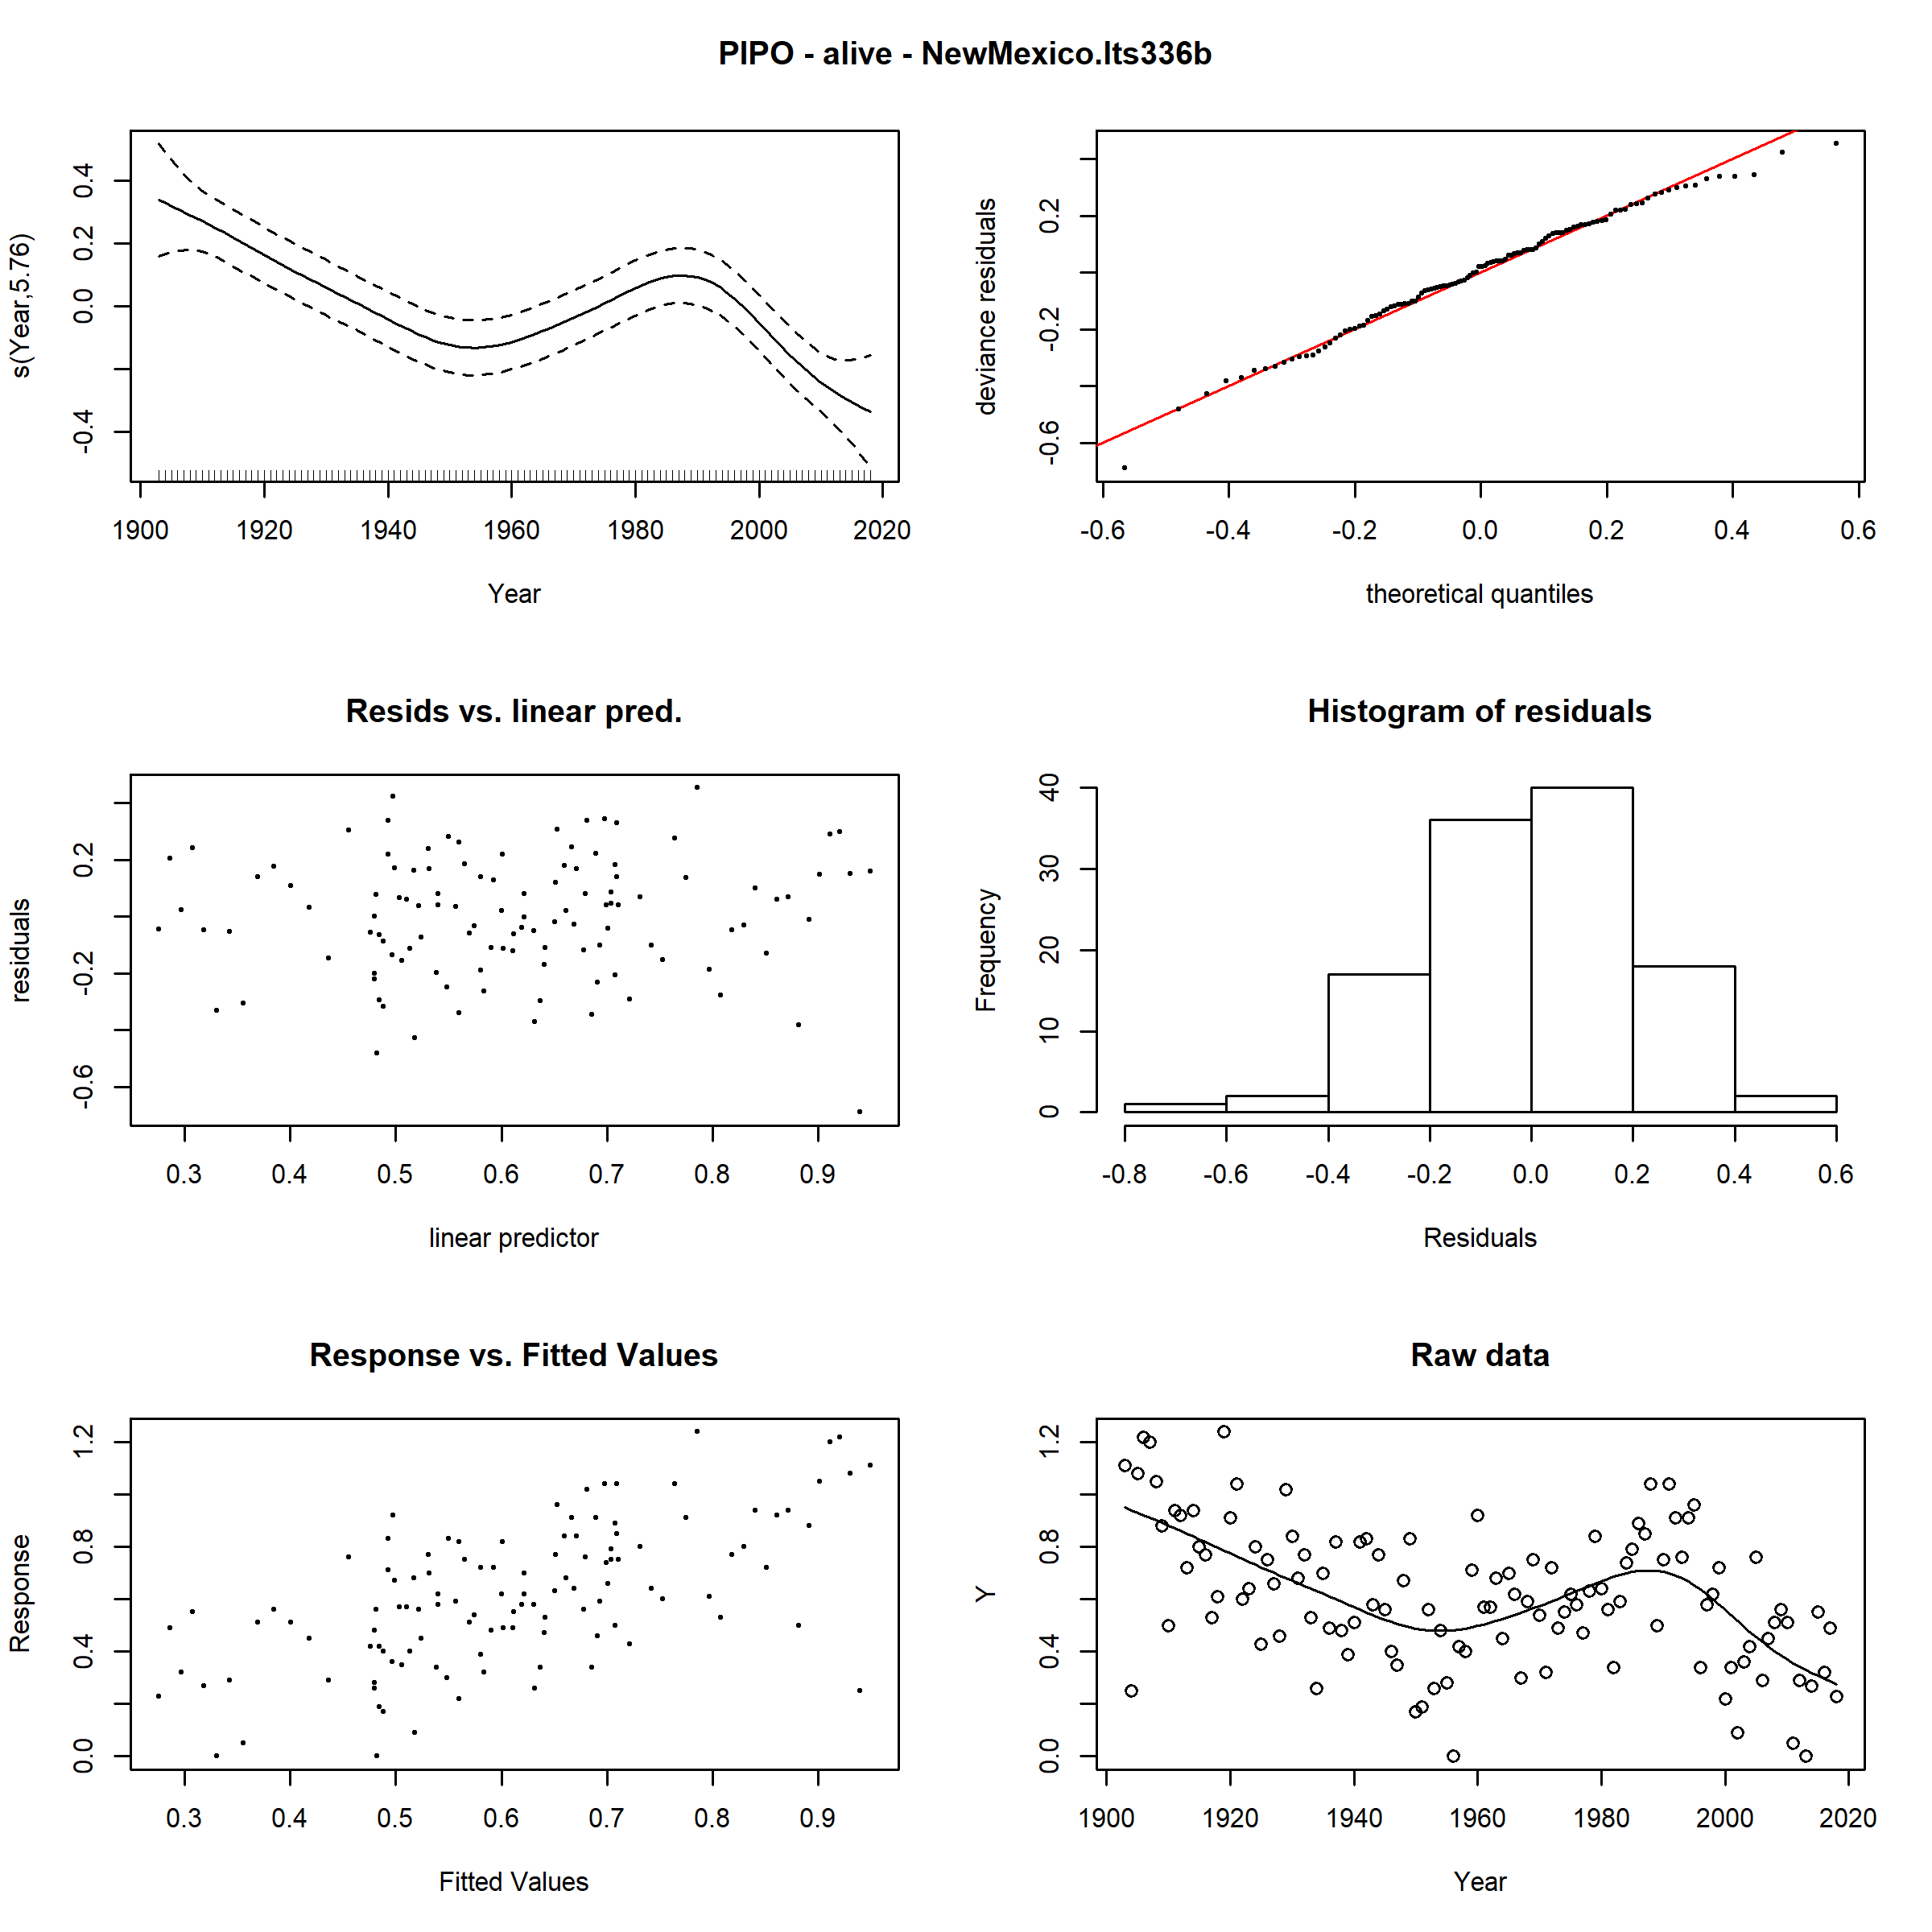 PIPO - alive - NewMexico.lts336b
s(Year,5.76)
0.4
0.2
0.0
-0.4
1900 1920 1940 1960 1980 2000 2020
Year
deviance residuals
0.2
-0.2
-0.6
-0.6 -0.4 -0.2 0.0 0.2 0.4 0.6
theoretical quantiles
Resids vs. linear pred.
residuals
0.2
-0.2
-0.6
0.3 0.4 0.5 0.6 0.7 0.8 0.9
linear predictor
Histogram of residuals
Frequency
40
30
20
10
0
-0.8 -0.6 -0.4 -0.2 0.0 0.2 0.4 0.6
Residuals
Response vs. Fitted Values
Response
1.2
0.8
0.4
0.0
0.3 0.4 0.5 0.6 0.7 0.8 0.9
Fitted Values
Raw data
Y
1.2
0.8
0.4
0.0
1900 1920 1940 1960 1980 2000 2020
Year